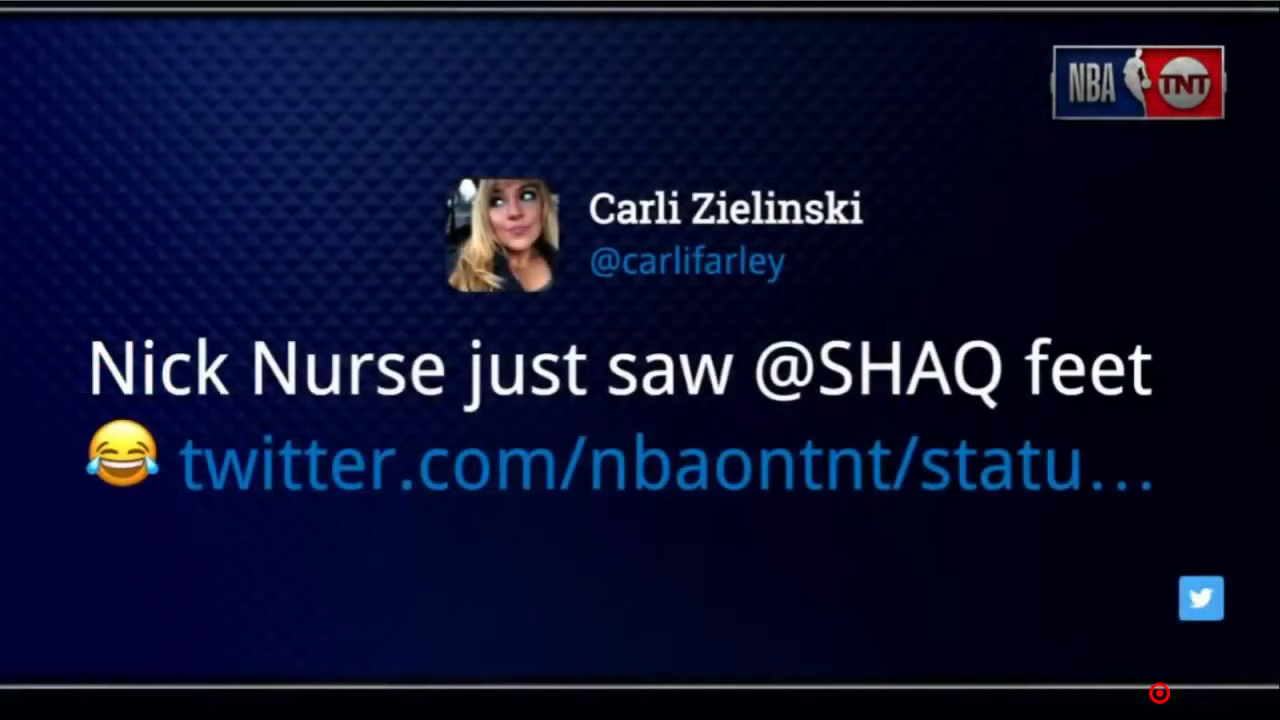 NBA TNT
Carli Zielinski
@carlifarley
Nick Nurse just saw @SHAQ feet
😂 twitter.com/nbaontnt/statu…